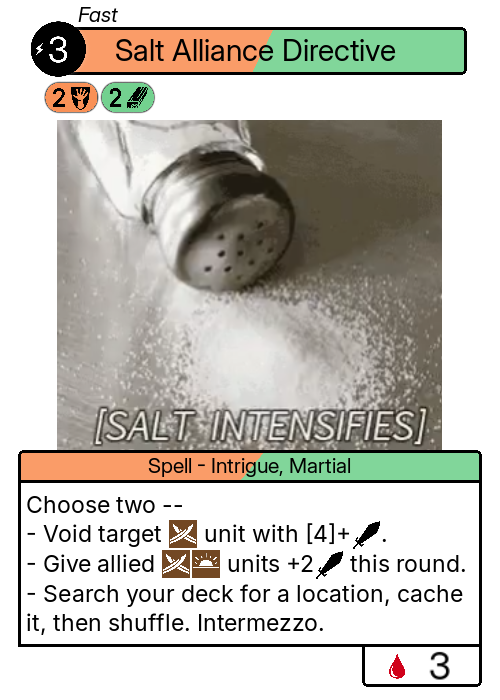 Fast
3 Salt Alliance Directive
2 2
[SALT INTENSIFIES]
Spell - Intrigue, Martial
Choose two --
- Void target unit with [4]+ .
- Give allied units +2 this round.
- Search your deck for a location, cache
it, then shuffle. Intermezzo.
3